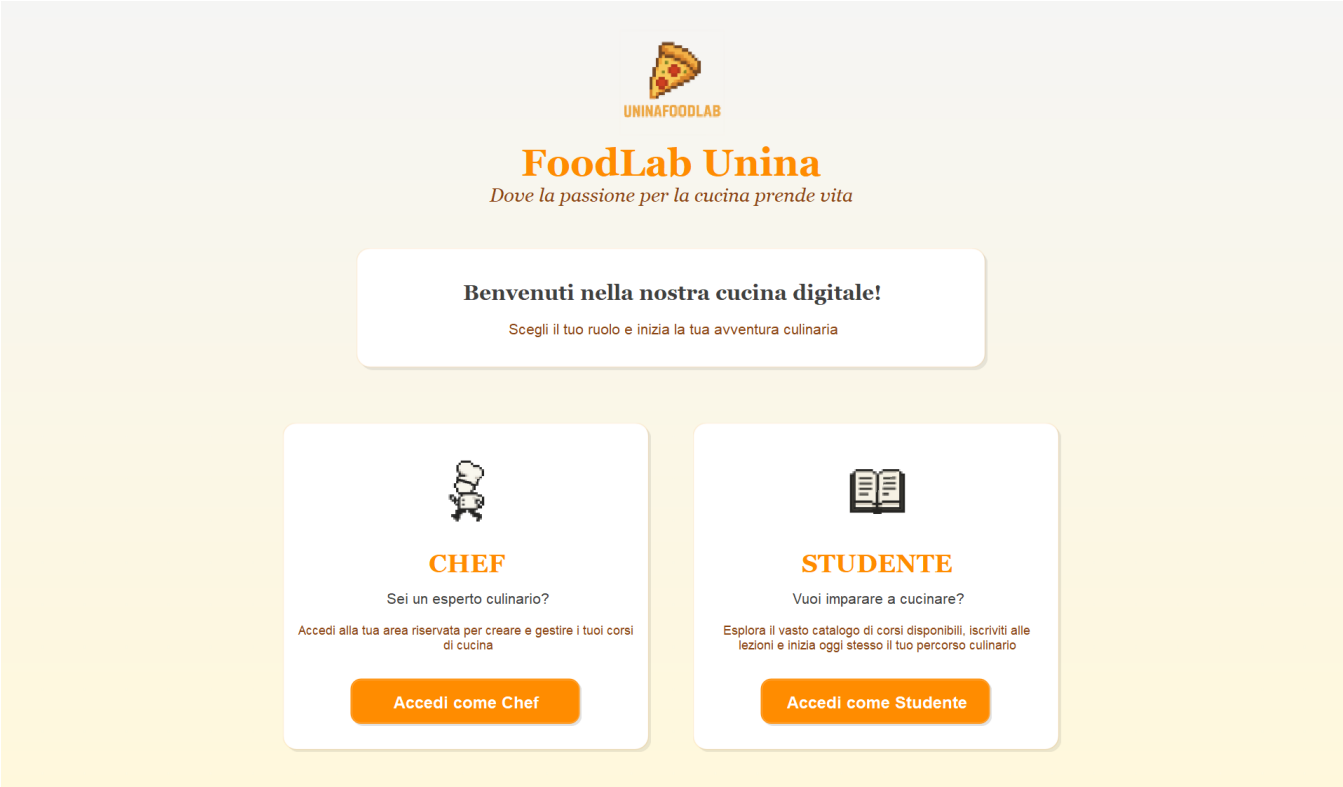 UNINAFOODLAB
FoodLab Unina
Dove la passione per la cucina prende vita
Benvenuti nella nostra cucina digitale!
Scegli il tuo ruolo e inizia la tua avventura culinaria
CHEF
Sei un esperto culinario?
Accedi alla tua area riservata per creare e gestire i tuoi corsi
di cucina
Accedi come Chef
STUDENTE
Vuoi imparare a cucinare?
Esplora il vasto catalogo di corsi disponibili, iscriviti alle
lezioni e inizia oggi stesso il tuo percorso culinario
Accedi come Studente